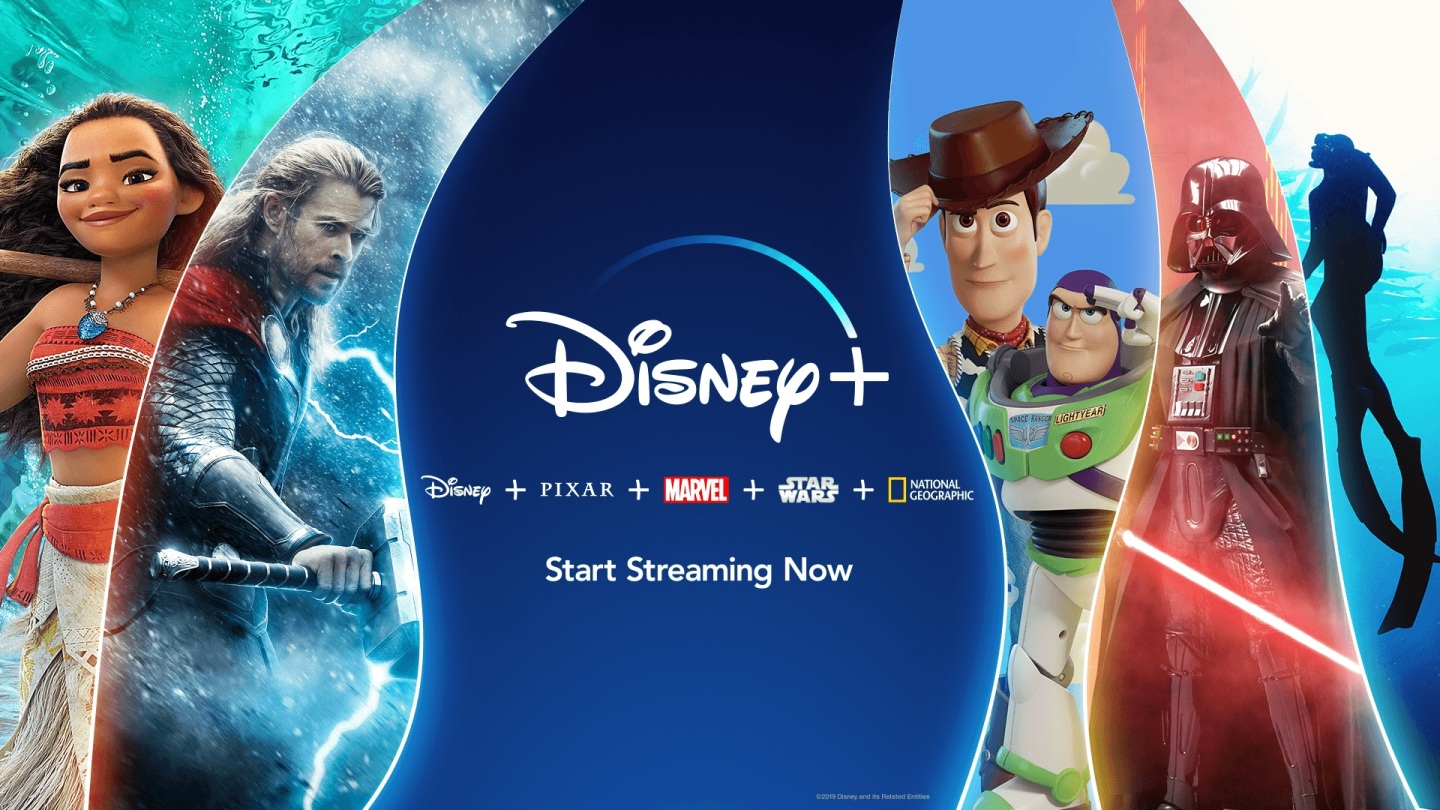 Disney+
Disney + PIXAR + MARVEL + STAR WARS + NATIONAL GEOGRAPHIC
Start Streaming Now
SPACE RANGER
LIGHTYEAR
©2019 Disney and its Related Entities